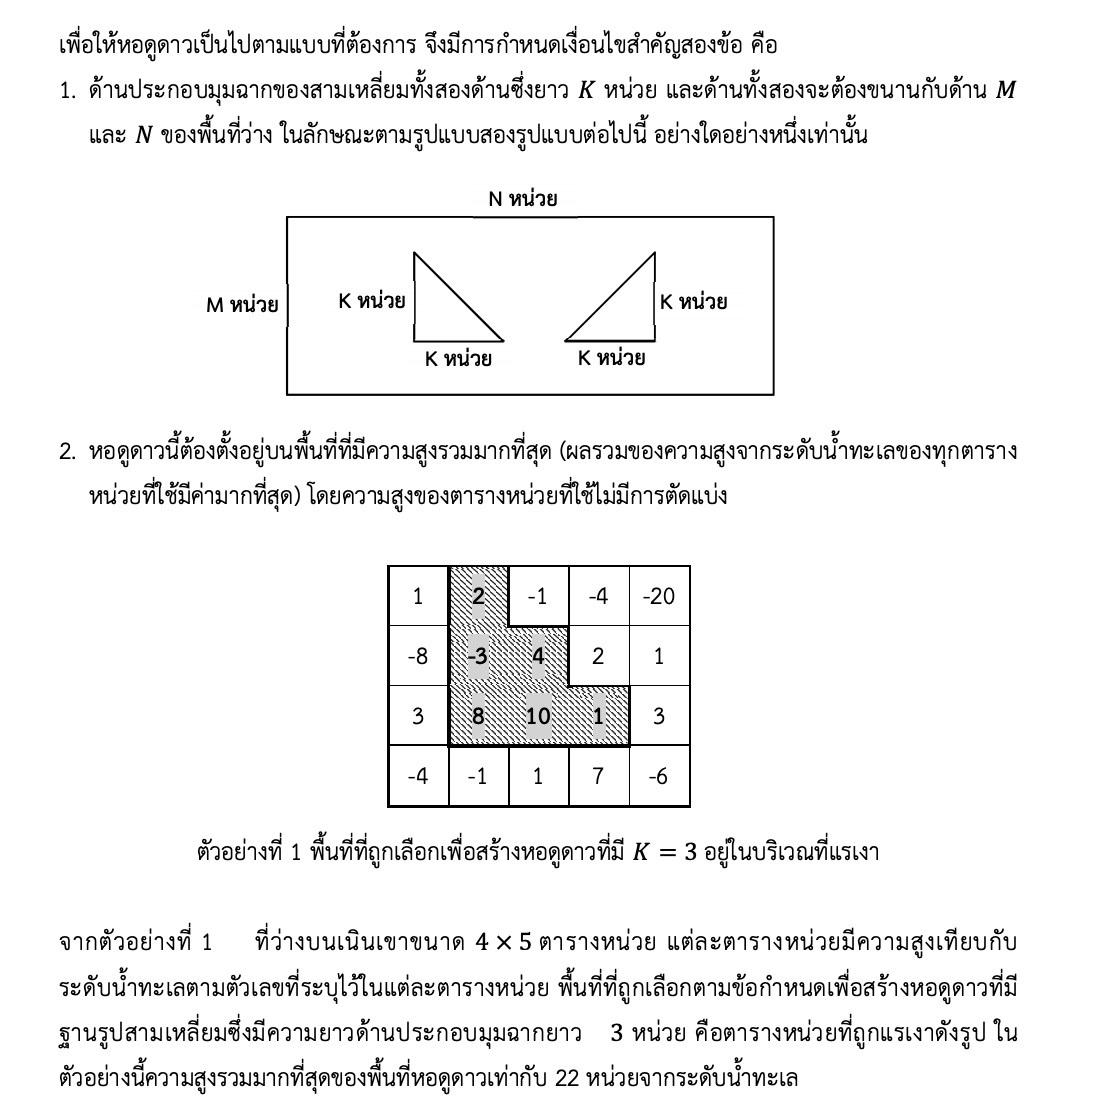 เพื่อให้หอดูดาวเป็นไปตามแบบที่ต้องการ จึงมีการกำหนดเงื่อนไขสำคัญสองข้อ คือ
1. ด้านประกอบมุมฉากของสามเหลี่ยมทั้งสองด้านซึ่งยาว K หน่วย และด้านทั้งสองจะต้องขนานกับด้าน M
และ N ของพื้นที่ว่าง ในลักษณะตามรูปแบบสองรูปแบบต่อไปนี้ อย่างใดอย่างหนึ่งเท่านั้น
N หน่วย
M หน่วย K หน่วย K หน่วย
K หน่วย K หน่วย
2. หอดูดาวนี้ต้องตั้งอยู่บนพื้นที่ที่มีความสูงรวมมากที่สุด (ผลรวมของความสูงจากระดับน้ำทะเลของทุกตาราง
หน่วยที่ใช้มีค่ามากที่สุด) โดยความสูงของตารางหน่วยที่ใช้ไม่มีการตัดแบ่ง
1 2 -1 -4 -20
-8 -3 4 2 1
3 8 10 1 3
-4 -1 1 7 -6
ตัวอย่างที่ 1 พื้นที่ที่ถูกเลือกเพื่อสร้างหอดูดาวที่มี K = 3 อยู่ในบริเวณที่แรเงา
จากตัวอย่างที่ 1 ที่ว่างบนเนินเขาขนาด 4 × 5 ตารางหน่วย แต่ละตารางหน่วยมีความสูงเทียบกับ
ระดับน้ำทะเลตามตัวเลขที่ระบุไว้ในแต่ละตารางหน่วย พื้นที่ที่ถูกเลือกตามข้อกำหนดเพื่อสร้างหอดูดาวที่มี
ฐานรูปสามเหลี่ยมซึ่งมีความยาวด้านประกอบมุมฉากยาว 3 หน่วย คือตารางหน่วยที่ถูกแรเงาดังรูป ใน
ตัวอย่างนี้ความสูงรวมมากที่สุดของพื้นที่หอดูดาวเท่ากับ 22 หน่วยจากระดับน้ำทะเล